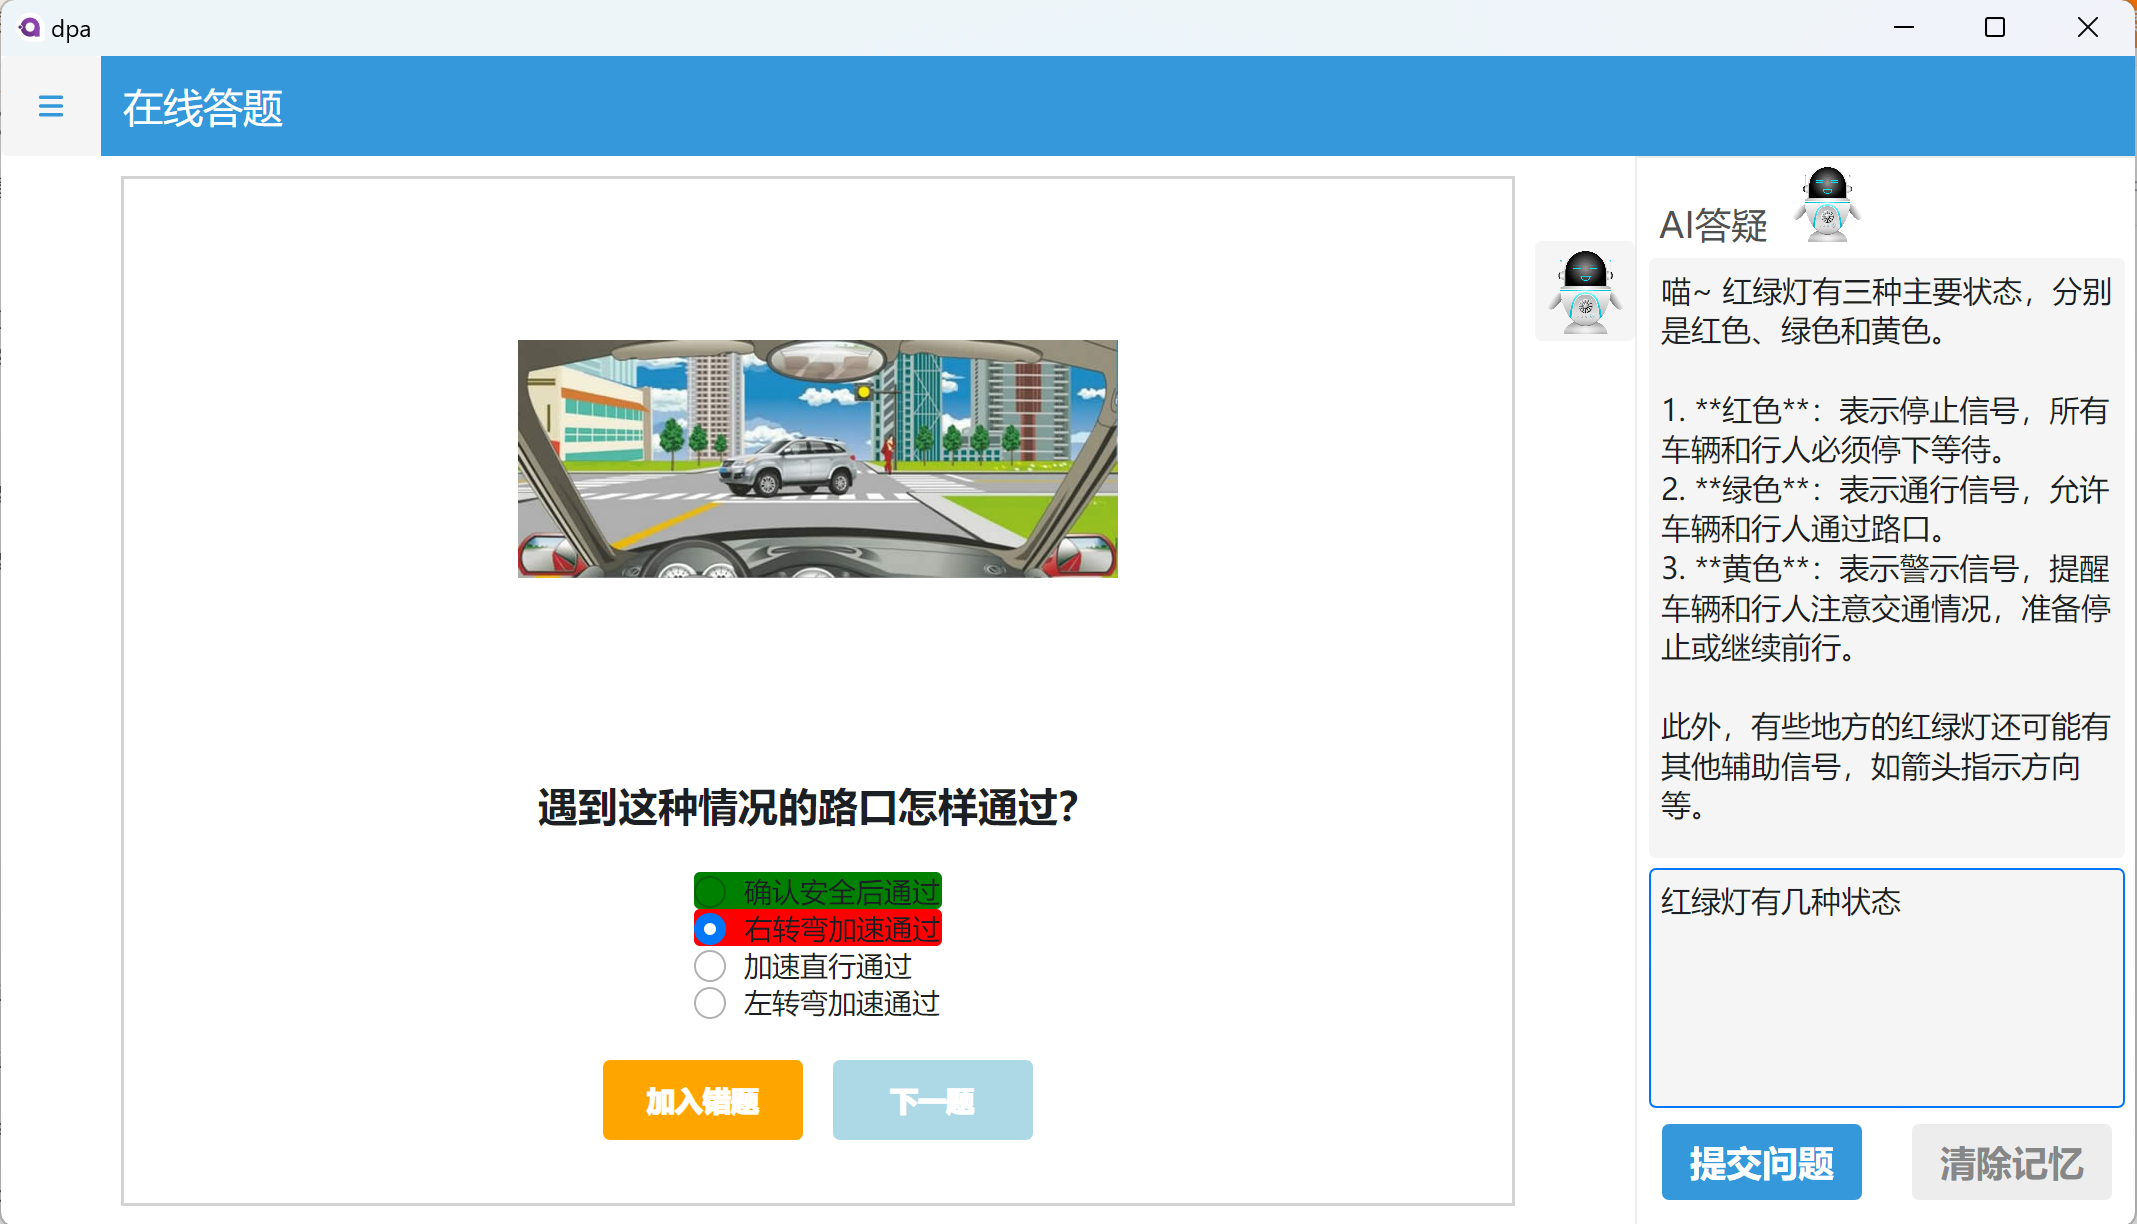 dpa
在线答题
遇到这种情况的路口怎样通过？
确认安全后通过
右转弯加速通过
加速直行通过
左转弯加速通过
加入错题
下一题
AI答疑
喵~ 红绿灯有三种主要状态，分别
是红色、绿色和黄色。
1. **红色**：表示停止信号，所有
车辆和行人必须停下等待。
2. **绿色**：表示通行信号，允许
车辆和行人通过路口。
3. **黄色**：表示警示信号，提醒
车辆和行人注意交通情况，准备停
止或继续前行。
此外，有些地方的红绿灯还可能有
其他辅助信号，如箭头指示方向
等。
红绿灯有几种状态
提交问题
清除记忆